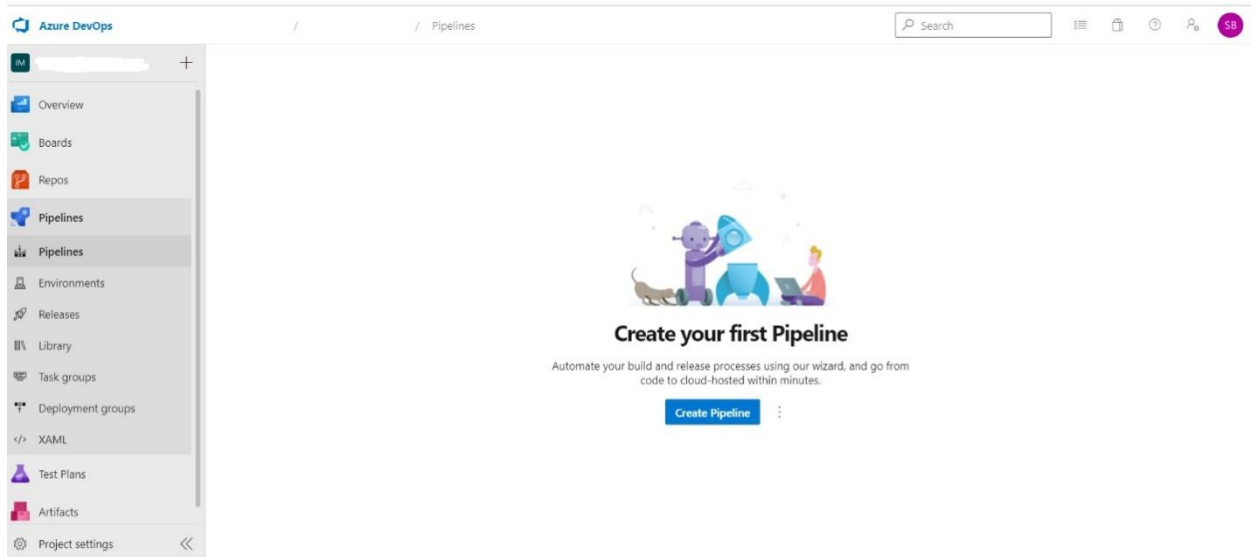 Azure DevOps / / Pipelines Search SB
IM
Overview
Boards
Repos
Pipelines
Pipelines
Environments
Releases
Library
Task groups
Deployment groups
</> XAML
Test Plans
Artifacts
Project settings
Create your first Pipeline
Automate your build and release processes using our wizard, and go from
code to cloud-hosted within minutes.
Create Pipeline